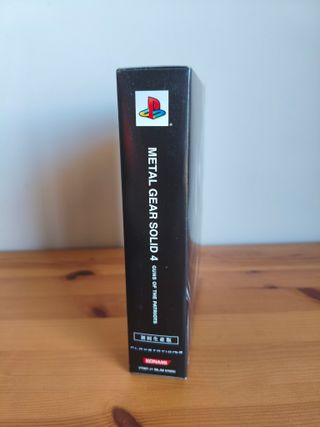 METAL GEAR SOLID 4 GUNS OF THE PATRIOTS
初回生産版
PLAYSTATION 3
KONAMI